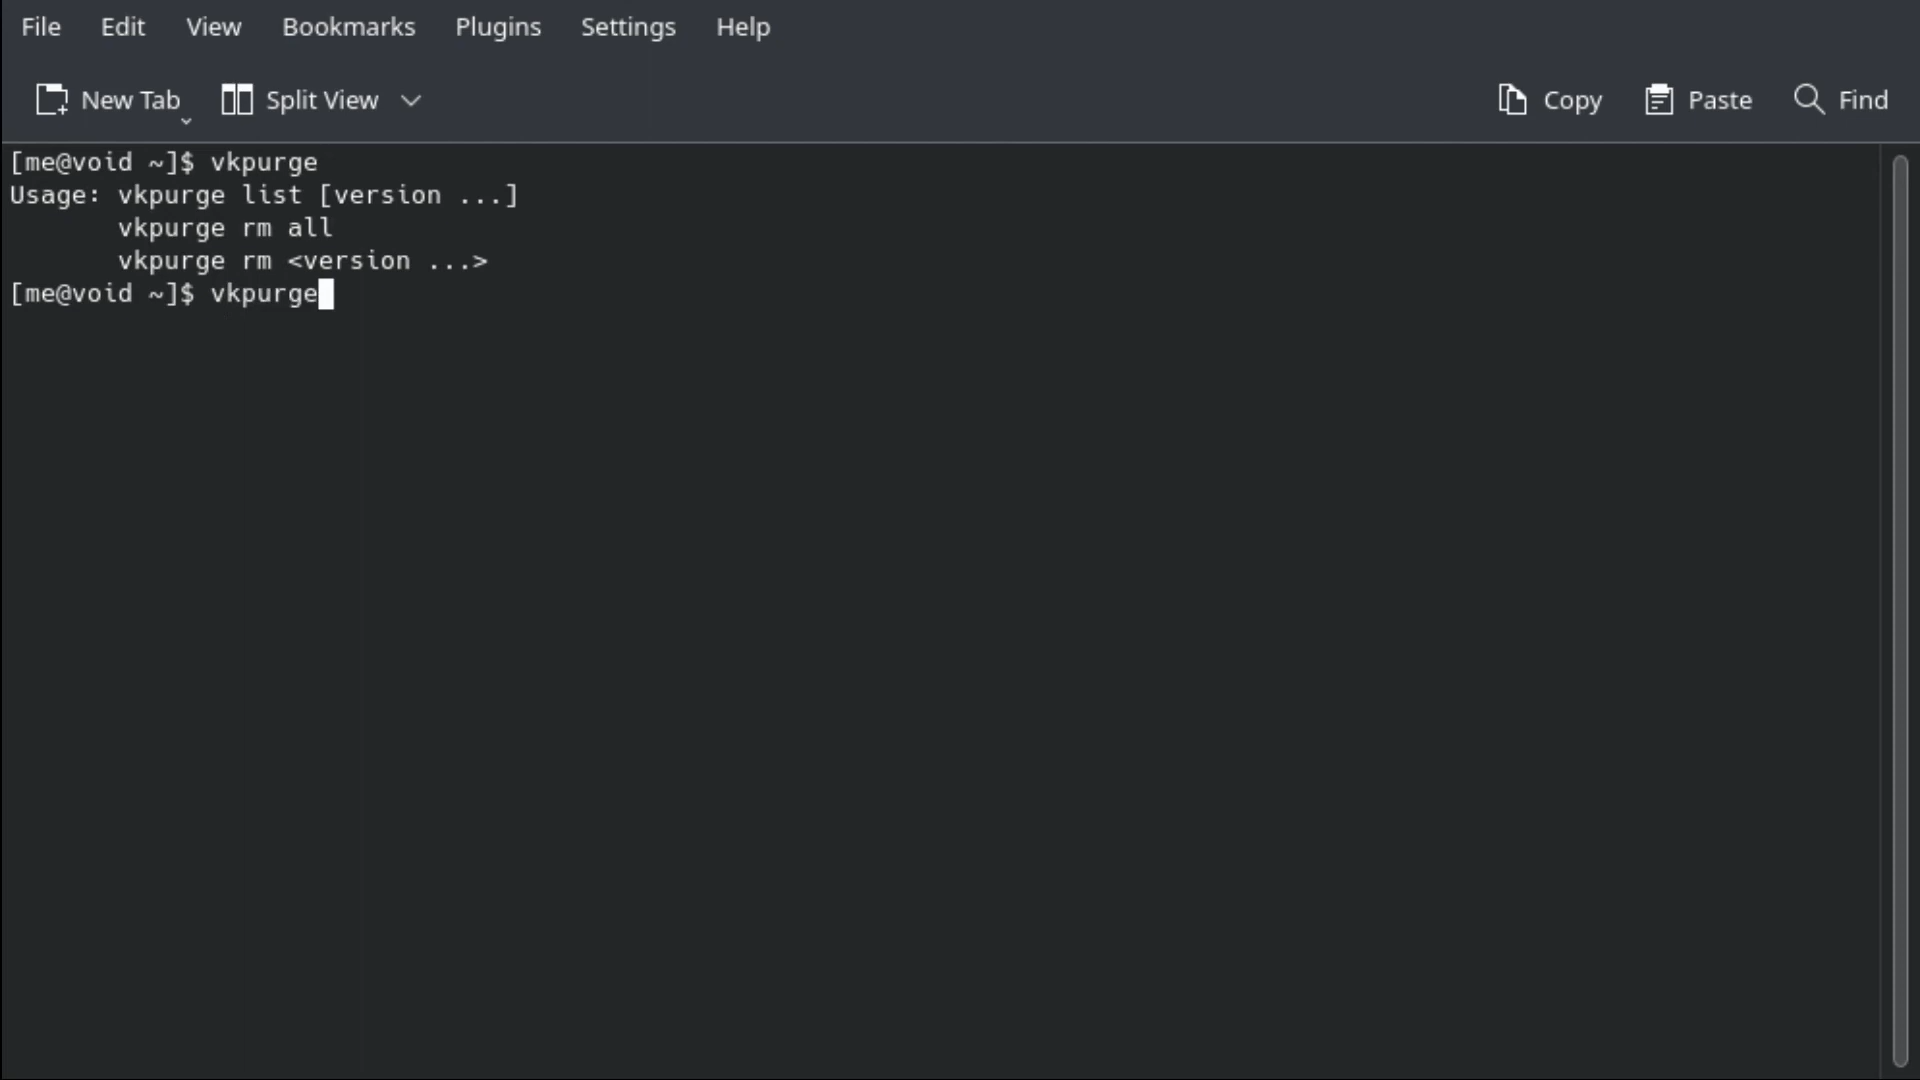 File Edit View Bookmarks Plugins Settings Help
New Tab Split View Copy Paste Find
[me@void ~]$ vkpurge
Usage: vkpurge list [version ...]
       vkpurge rm all
       vkpurge rm <version ...>
[me@void ~]$ vkpurge